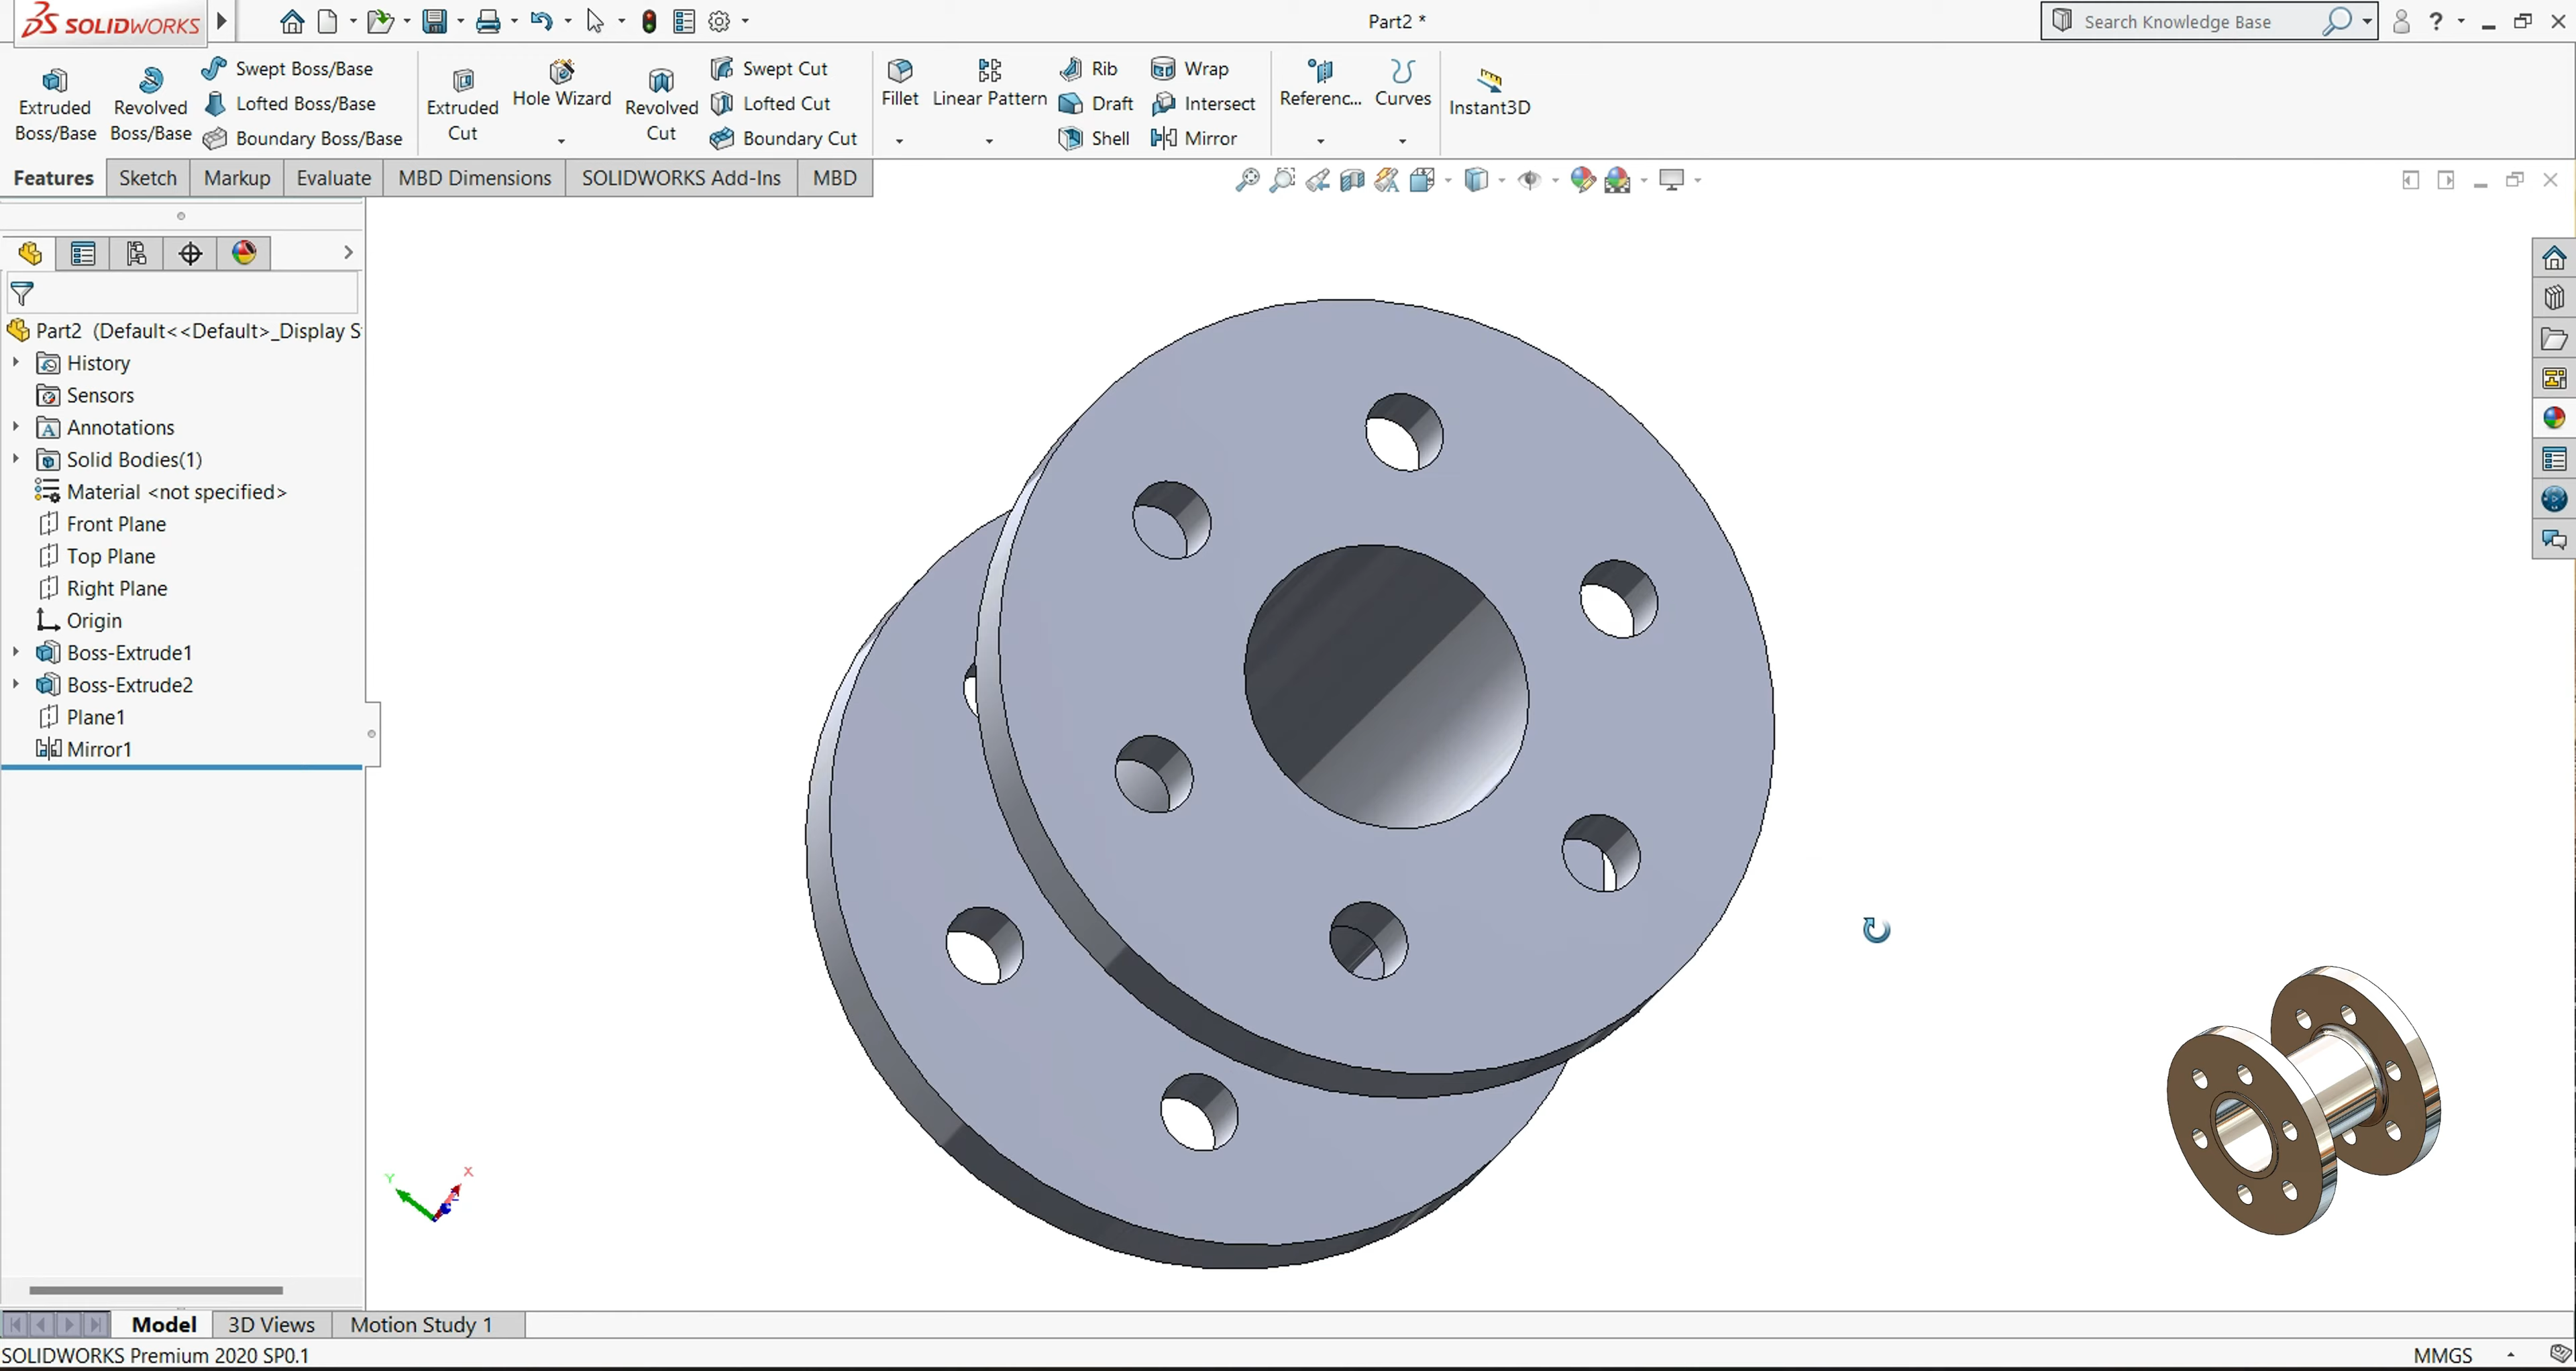 SOLIDWORKS
Part2 *
Search Knowledge Base
?
Extruded
Boss/Base
Revolved
Boss/Base
Swept Boss/Base
Lofted Boss/Base
Boundary Boss/Base
Extruded
Cut
Hole Wizard
Revolved
Cut
Swept Cut
Lofted Cut
Boundary Cut
Fillet
Linear Pattern
Rib
Draft
Shell
Wrap
Intersect
Mirror
Referenc...
Curves
Instant3D
Features
Sketch
Markup
Evaluate
MBD Dimensions
SOLIDWORKS Add-Ins
MBD
Part2 (Default<<Default>_Display S
History
Sensors
Annotations
Solid Bodies(1)
Material <not specified>
Front Plane
Top Plane
Right Plane
Origin
Boss-Extrude1
Boss-Extrude2
Plane1
Mirror1
Y
X
Model
3D Views
Motion Study 1
SOLIDWORKS Premium 2020 SP0.1
MMGS